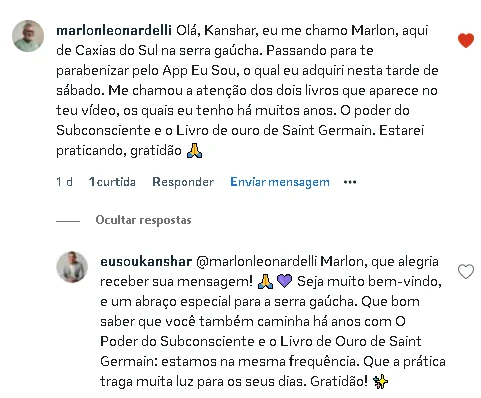 marlonleonardelli Olá, Kanshar, eu me chamo Marlon, aqui
de Caxias do Sul na serra gaúcha. Passando para te
parabenizar pelo App Eu Sou, o qual eu adquiri nesta tarde de
sábado. Me chamou a atenção dos dois livros que aparece no
teu vídeo, os quais eu tenho há muitos anos. O poder do
Subconsciente e o Livro de ouro de Saint Germain. Estarei
praticando, gratidão 🙏
1 d 1 curtida Responder Enviar mensagem •••
Ocultar respostas
eusoukanshar @marlonleonardelli Marlon, que alegria
receber sua mensagem! 🙏💜 Seja muito bem-vindo,
e um abraço especial para a serra gaúcha. Que bom
saber que você também caminha há anos com O
Poder do Subconsciente e o Livro de Ouro de Saint
Germain: estamos na mesma frequência. Que a prática
traga muita luz para os seus dias. Gratidão! ✨